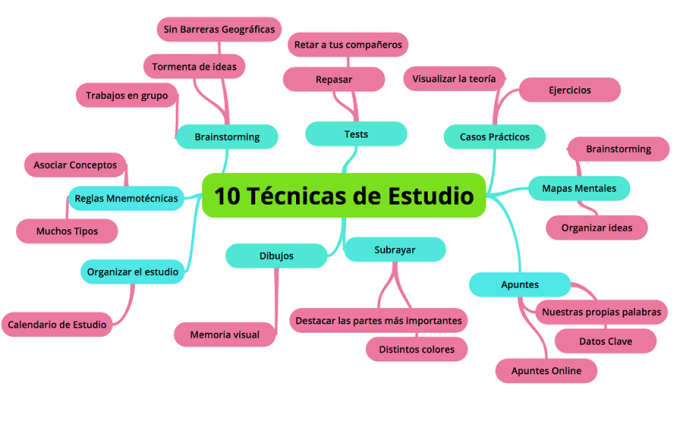 Sin Barreras Geográficas
Retar a tus compañeros
Tormenta de ideas
Repasar
Visualizar la teoría
Ejercicios
Trabajos en grupo
Brainstorming
Tests
Casos Prácticos
Brainstorming
Asociar Conceptos
Reglas Mnemotécnicas
10 Técnicas de Estudio
Mapas Mentales
Muchos Tipos
Organizar ideas
Organizar el estudio
Dibujos
Subrayar
Apuntes
Calendario de Estudio
Memoria visual
Destacar las partes más importantes
Nuestras propias palabras
Distintos colores
Datos Clave
Apuntes Online